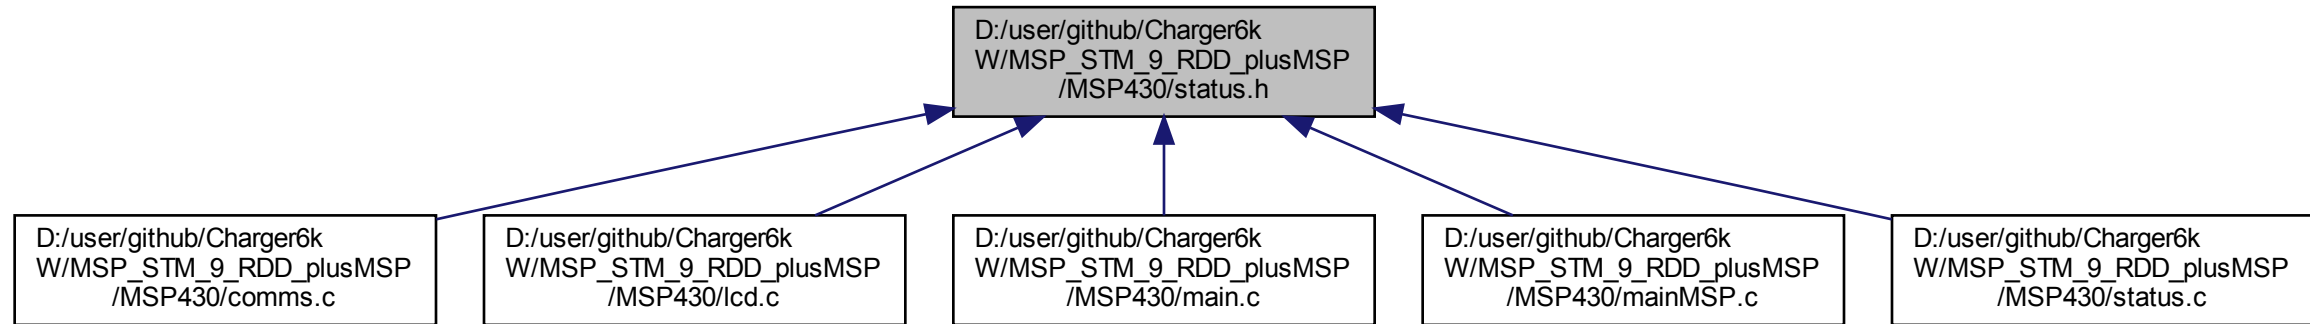 D:/user/github/Charger6k
W/MSP_STM_9_RDD_plusMSP
/MSP430/status.h
D:/user/github/Charger6k
W/MSP_STM_9_RDD_plusMSP
/MSP430/comms.c
D:/user/github/Charger6k
W/MSP_STM_9_RDD_plusMSP
/MSP430/lcd.c
D:/user/github/Charger6k
W/MSP_STM_9_RDD_plusMSP
/MSP430/main.c
D:/user/github/Charger6k
W/MSP_STM_9_RDD_plusMSP
/MSP430/mainMSP.c
D:/user/github/Charger6k
W/MSP_STM_9_RDD_plusMSP
/MSP430/status.c